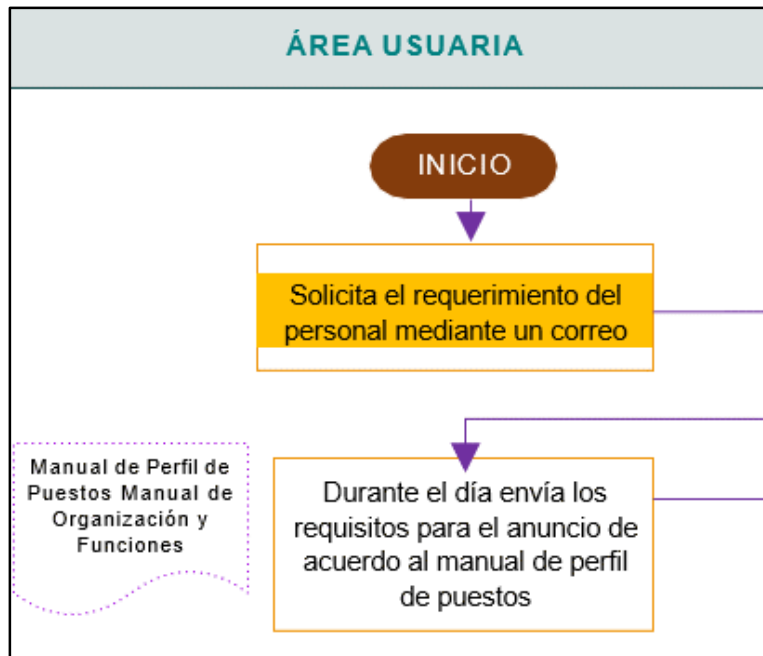 ÁREA USUARIA
INICIO
Solicita el requerimiento del
personal mediante un correo
Manual de Perfil de
Puestos Manual de
Organización y
Funciones
Durante el día envía los
requisitos para el anuncio de
acuerdo al manual de perfil
de puestos